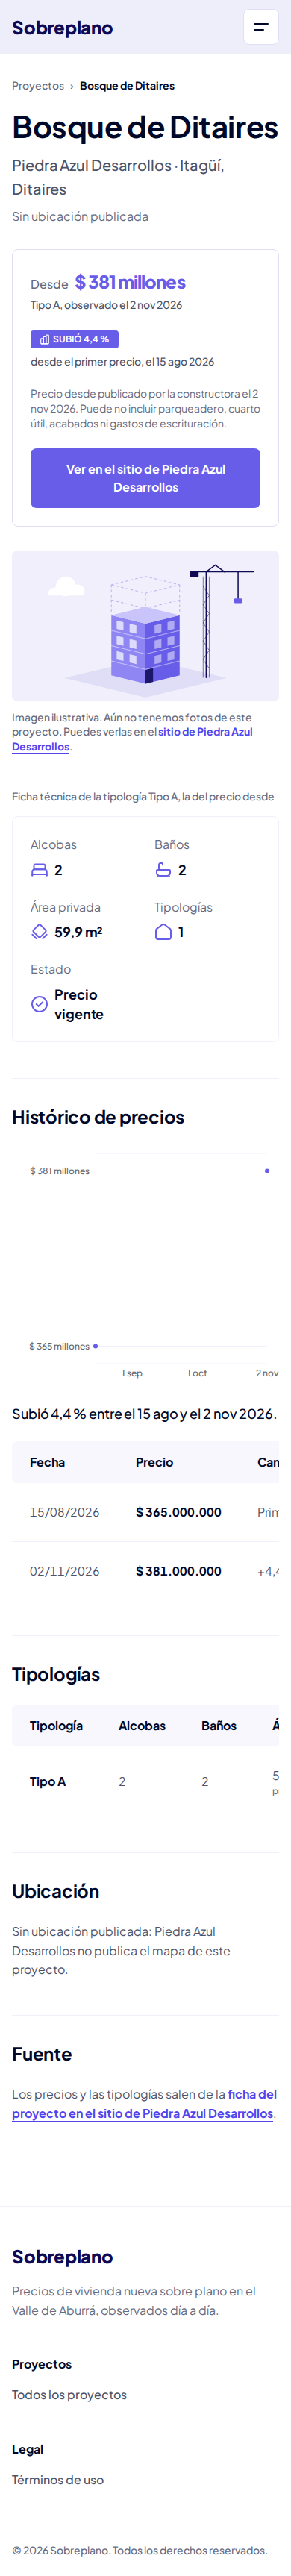 Sobreplano
Proyectos › Bosque de Ditaires
Bosque de Ditaires
Piedra Azul Desarrollos · Itagüí,
Ditaires
Sin ubicación publicada
Desde $ 381 millones
Tipo A, observado el 2 nov 2026
SUBIÓ 4,4 %
desde el primer precio, el 15 ago 2026
Precio desde publicado por la constructora el 2
nov 2026. Puede no incluir parqueadero, cuarto
útil, acabados ni gastos de escrituración.
Ver en el sitio de Piedra Azul
Desarrollos
Imagen ilustrativa. Aún no tenemos fotos de este
proyecto. Puedes verlas en el sitio de Piedra Azul
Desarrollos.
Ficha técnica de la tipología Tipo A, la del precio desde
Alcobas Baños
2 2
Área privada Tipologías
59,9 m² 1
Estado
Precio
vigente
Histórico de precios
$ 381 millones
$ 365 millones
1 sep 1 oct 2 nov
Subió 4,4 % entre el 15 ago y el 2 nov 2026.
Fecha Precio Cam
15/08/2026 $ 365.000.000 Prim
02/11/2026 $ 381.000.000 +4,4
Tipologías
Tipología Alcobas Baños Á
Tipo A 2 2 5
p
Ubicación
Sin ubicación publicada: Piedra Azul
Desarrollos no publica el mapa de este
proyecto.
Fuente
Los precios y las tipologías salen de la ficha del
proyecto en el sitio de Piedra Azul Desarrollos.
Sobreplano
Precios de vivienda nueva sobre plano en el
Valle de Aburrá, observados día a día.
Proyectos
Todos los proyectos
Legal
Términos de uso
© 2026 Sobreplano. Todos los derechos reservados.